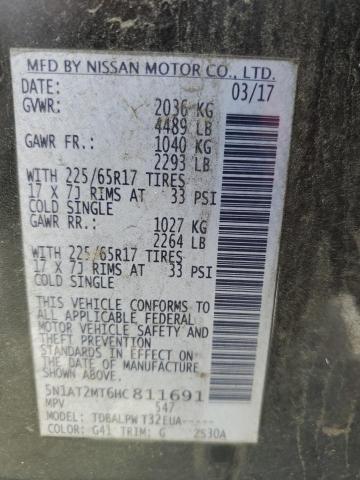 MFD BY NISSAN MOTOR CO., LTD.
DATE: 03/17
GVWR: 2036 KG
4489 LB
GAWR FR: 1040 KG
2293 LB
WITH 225/65R17 TIRES
17 X 7J RIMS AT 33 PSI
COLD SINGLE
GAWR RR: 1027 KG
2264 LB
WITH 225/65R17 TIRES
17 X 7J RIMS AT 33 PSI
COLD SINGLE
THIS VEHICLE CONFORMS TO
ALL APPLICABLE FEDERAL
MOTOR VEHICLE SAFETY AND
THEFT PREVENTION
STANDARDS IN EFFECT ON
THE DATE OF MANUFACTURE
SHOWN ABOVE.
5N1AT2MT6HC811691
MPV 547
MODEL: TDBALPW T32EUA-----
COLOR: G41 TRIM: G 2530A